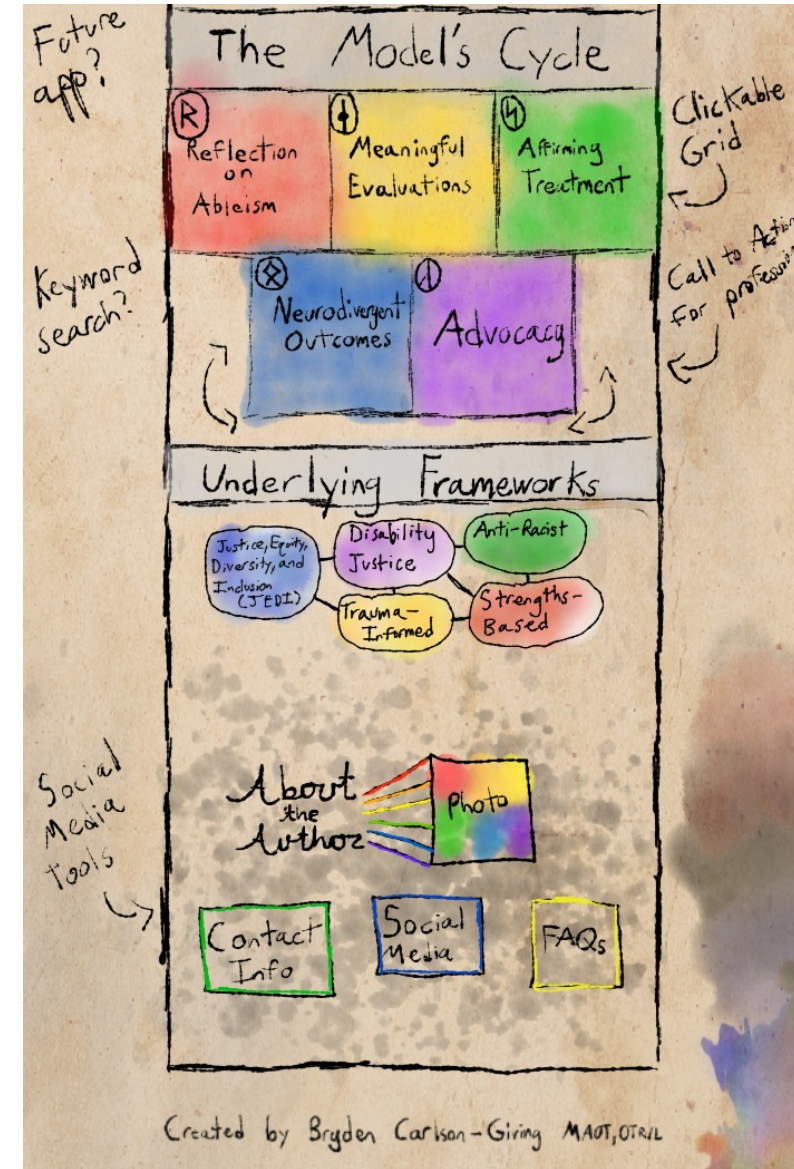 Future
app?
The Model's Cycle
Reflection
on
Ableism
Meaningful
Evaluations
Affirming
Treatment
Clickable
Grid
Keyword
search?
Neurodivergent
Outcomes
Advocacy
Call to Action
for
Underlying Frameworks
Justice, Equity,
Diversity, and
Inclusion
(JEDI)
Disability
Justice
Anti-Racist
Trauma-
Informed
Strengths-
Based
Social
Media
Tools
About
the
Author
Photo
Contact
Info
Social
Media
FAQs
Created by Bryden Carlson-Giring MAOT, OTR/L